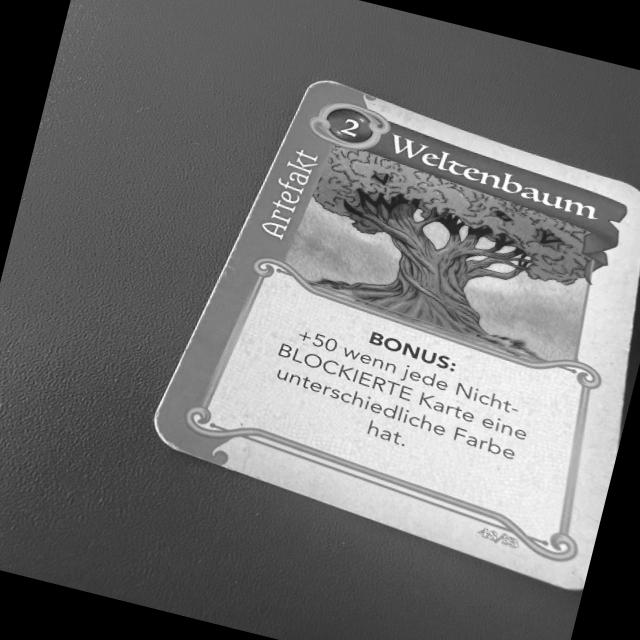 2
Weltenbaum
Artefakt
BONUS:
+50 wenn jede Nicht-
BLOCKIERTE Karte eine
unterschiedliche Farbe
hat.